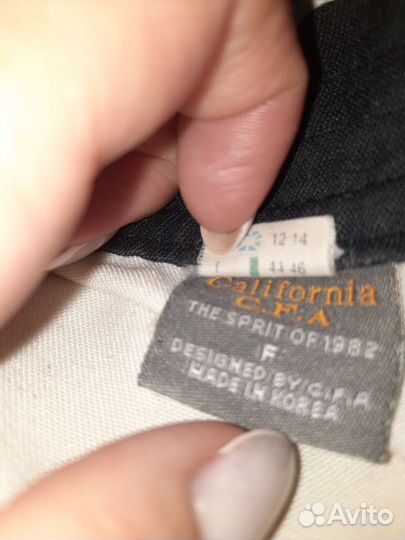 12 14
44 46
California
C.F.A
THE SPRIT OF 1982
F
DESIGNED/BY/C.F.A
MADE IN KOREA
Avito